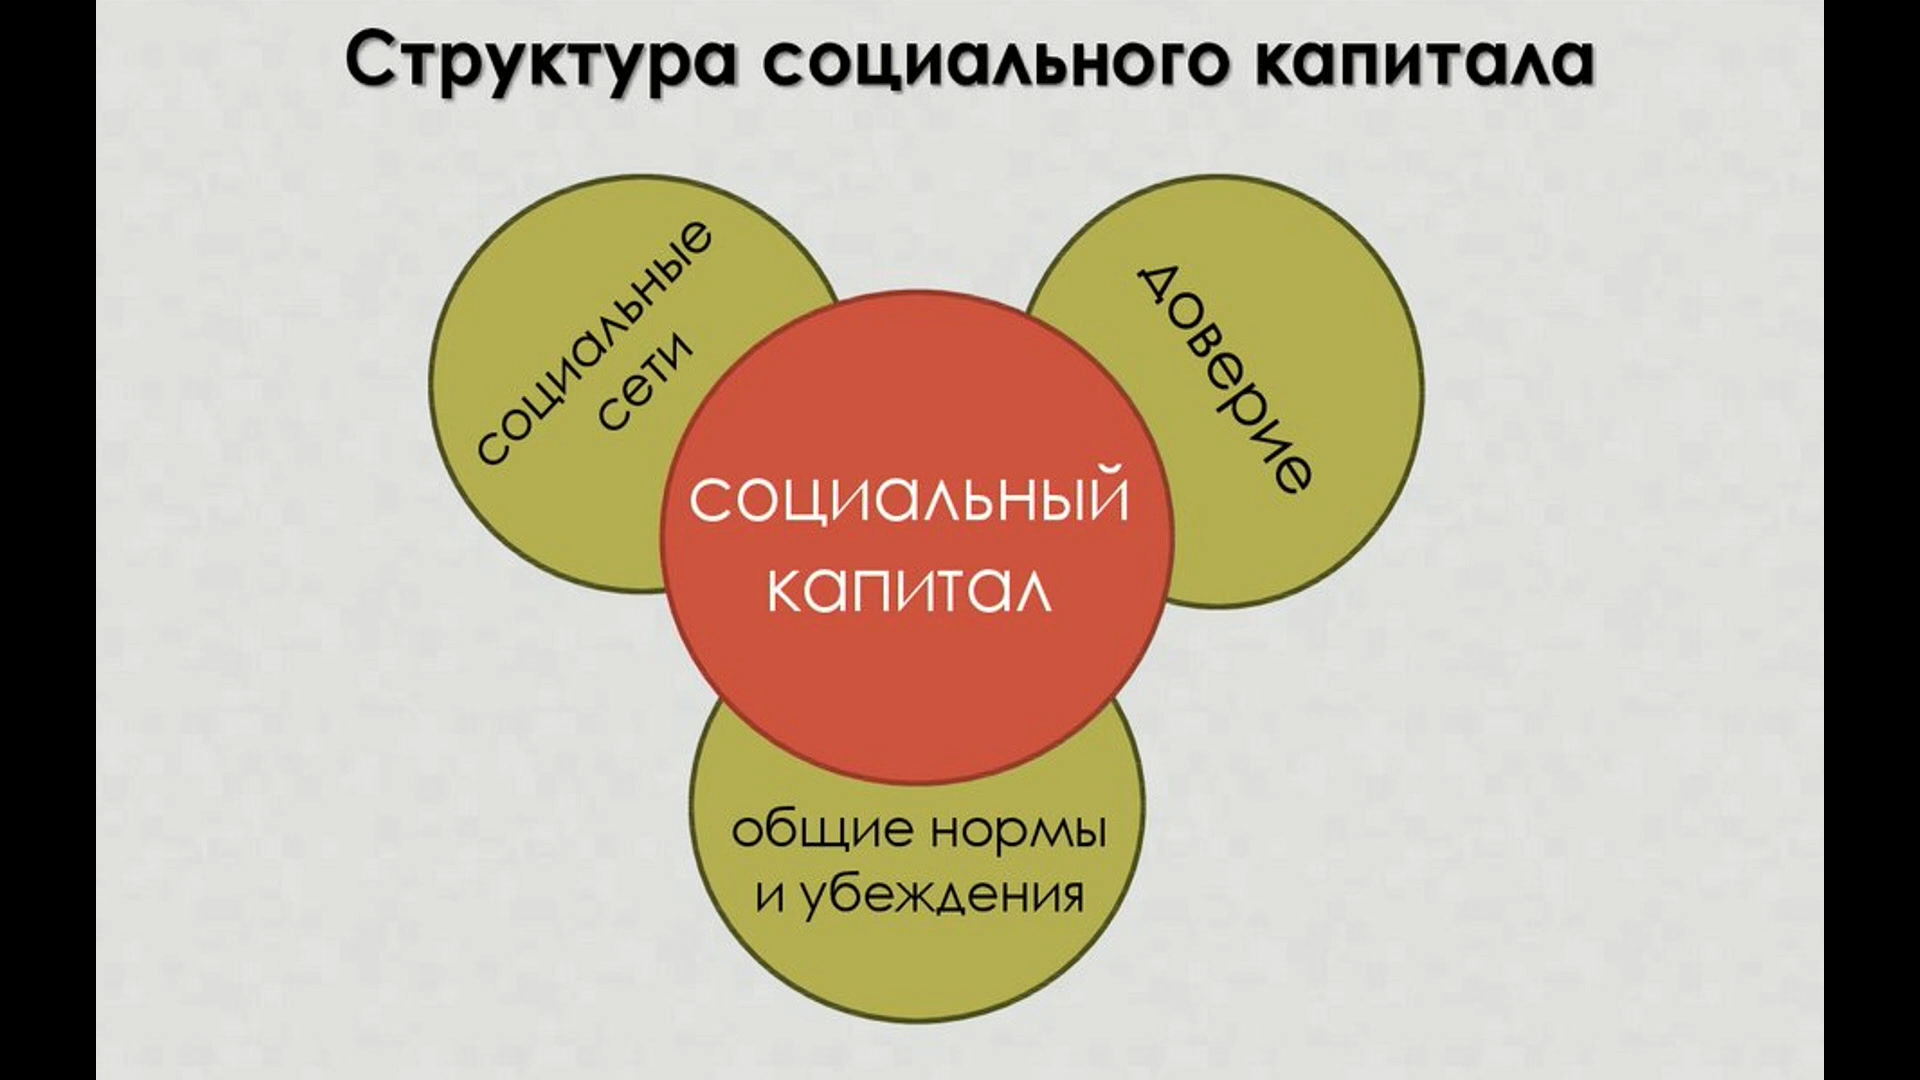 Структура социального капитала
социальные
сети
доверие
социальный
капитал
общие нормы
и убеждения